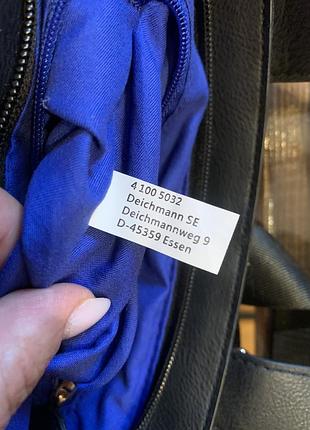 4 100 5032
Deichmann SE
Deichmannweg 9
D-45359 Essen